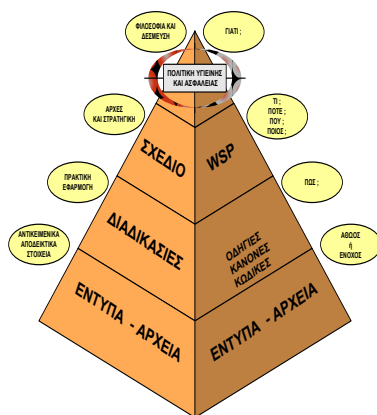 ΦΙΛΟΣΟΦΙΑ ΚΑΙ
ΔΕΣΜΕΥΣΗ
ΓΙΑΤΙ ;
ΠΟΛΙΤΙΚΗ ΥΓΙΕΙΝΗΣ
ΚΑΙ ΑΣΦΑΛΕΙΑΣ
ΑΡΧΕΣ
ΚΑΙ ΣΤΡΑΤΗΓΙΚΗ
ΣΧΕΔΙΟ
WSP
ΤΙ ;
ΠΟΤΕ ;
ΠΟΥ ;
ΠΟΙΟΣ ;
ΠΡΑΚΤΙΚΗ
ΕΦΑΡΜΟΓΗ
ΔΙΑΔΙΚΑΣΙΕΣ
ΟΔΗΓΙΕΣ
ΚΑΝΟΝΕΣ
ΚΩΔΙΚΕΣ
ΠΩΣ ;
ΑΝΤΙΚΕΙΜΕΝΙΚΑ
ΑΠΟΔΕΙΚΤΙΚΑ
ΣΤΟΙΧΕΙΑ
ΕΝΤΥΠΑ - ΑΡΧΕΙΑ
ΕΝΤΥΠΑ - ΑΡΧΕΙΑ
ΑΘΩΟΣ
ή
ΕΝΟΧΟΣ